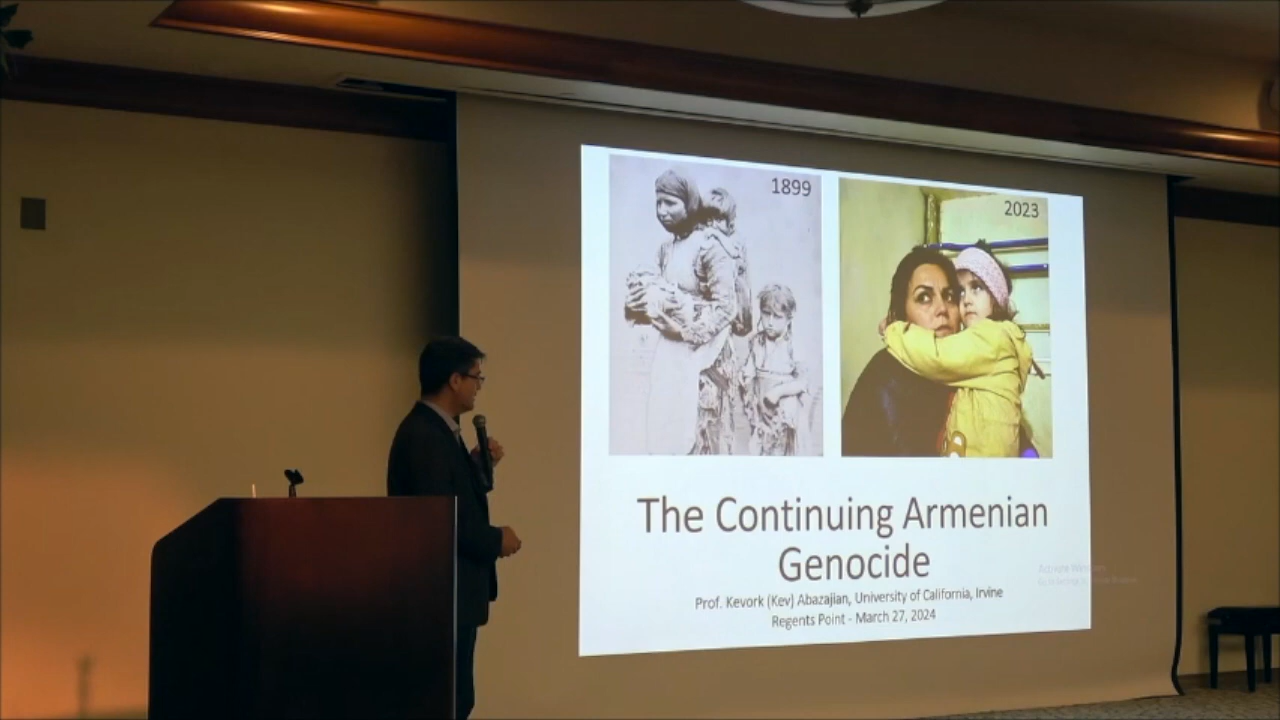 1899
2023
The Continuing Armenian
Genocide
Prof. Kevork (Kev) Abazajian, University of California, Irvine
Regents Point - March 27, 2024